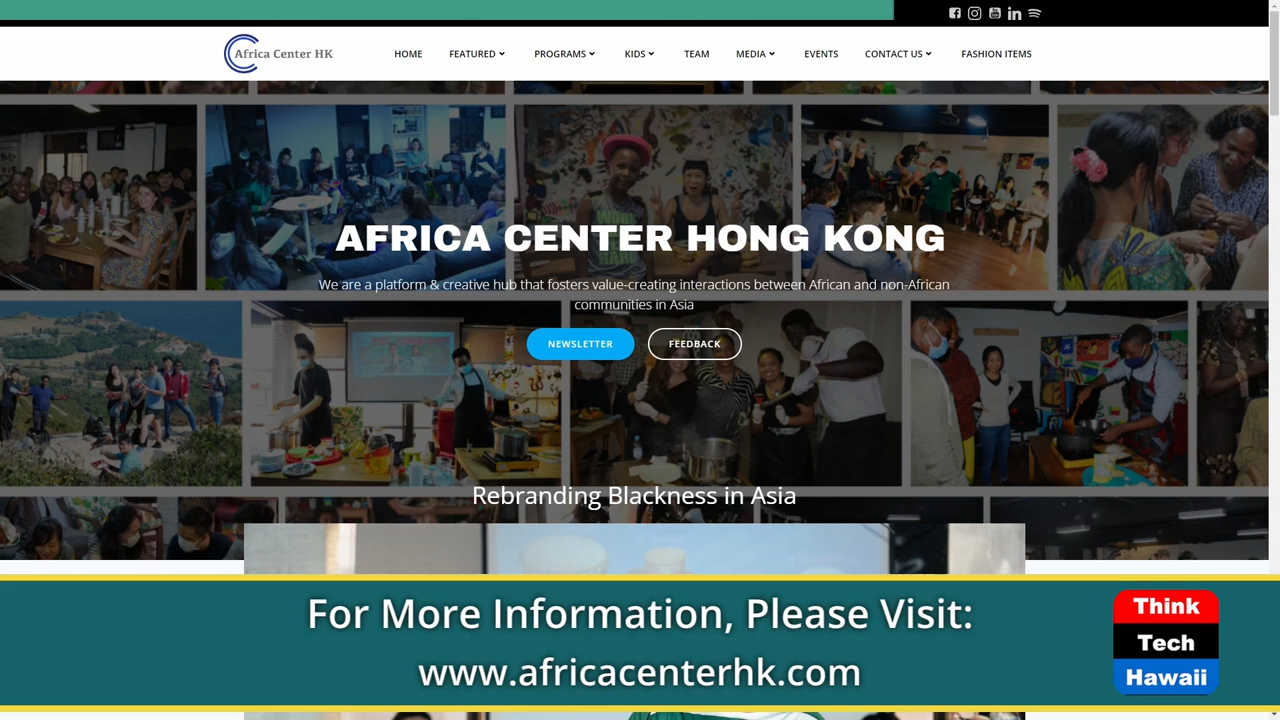 Africa Center HK
HOME
FEATURED
PROGRAMS
KIDS
TEAM
MEDIA
EVENTS
CONTACT US
FASHION ITEMS
AFRICA CENTER HONG KONG
We are a platform & creative hub that fosters value-creating interactions between African and non-African
communities in Asia
NEWSLETTER
FEEDBACK
Rebranding Blackness in Asia
For More Information, Please Visit:
www.africacenterhk.com
Think
Tech
Hawaii